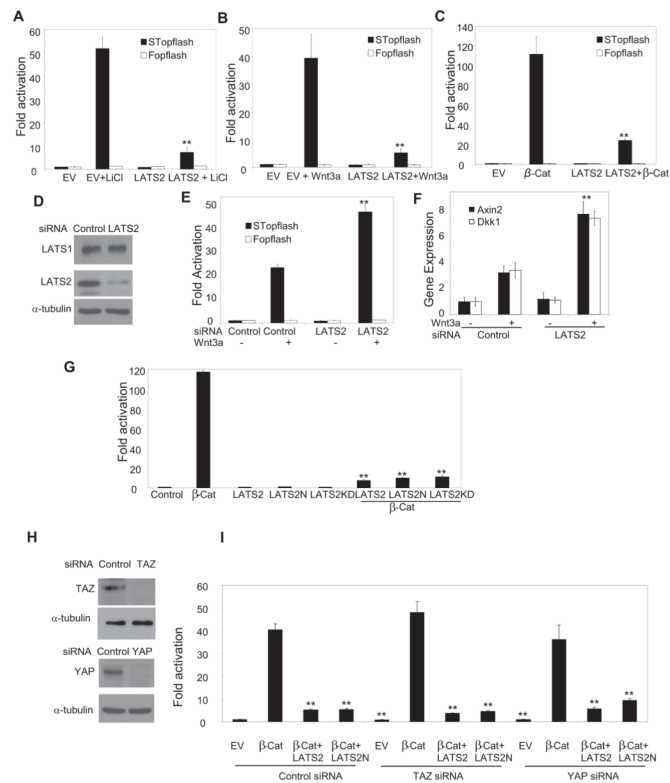 A
Fold activation
60
50
40
30
20
10
0
STopflash
Fopflash
**
EV EV+LiCl LATS2 LATS2 + LiCl
B
Fold activation
50
40
30
20
10
0
STopflash
Fopflash
**
EV EV + Wnt3a LATS2 LATS2+Wnt3a
C
Fold activation
140
120
100
80
60
40
20
0
STopflash
Fopflash
**
EV β-Cat LATS2 LATS2+β-Cat
D
siRNA Control LATS2
LATS1
LATS2
α-tubulin
E
Fold Activation
50
40
30
20
10
0
STopflash
Fopflash
**
siRNA Control Control LATS2 LATS2
Wnt3a - + - +
F
Gene Expression
8
6
4
2
0
Axin2
Dkk1
**
Wnt3a - + - +
siRNA Control LATS2
G
Fold activation
120
100
80
60
40
20
0
** ** **
Control β-Cat LATS2 LATS2N LATS2KD LATS2 LATS2N LATS2KD
β-Cat
H
siRNA Control TAZ
TAZ
α-tubulin
siRNA Control YAP
YAP
α-tubulin
I
Fold activation
60
50
40
30
20
10
0
** ** ** ** ** ** ** **
EV β-Cat β-Cat+ β-Cat+ EV β-Cat β-Cat+ β-Cat+ EV β-Cat β-Cat+ β-Cat+
LATS2 LATS2N LATS2 LATS2N LATS2 LATS2N
Control siRNA TAZ siRNA YAP siRNA